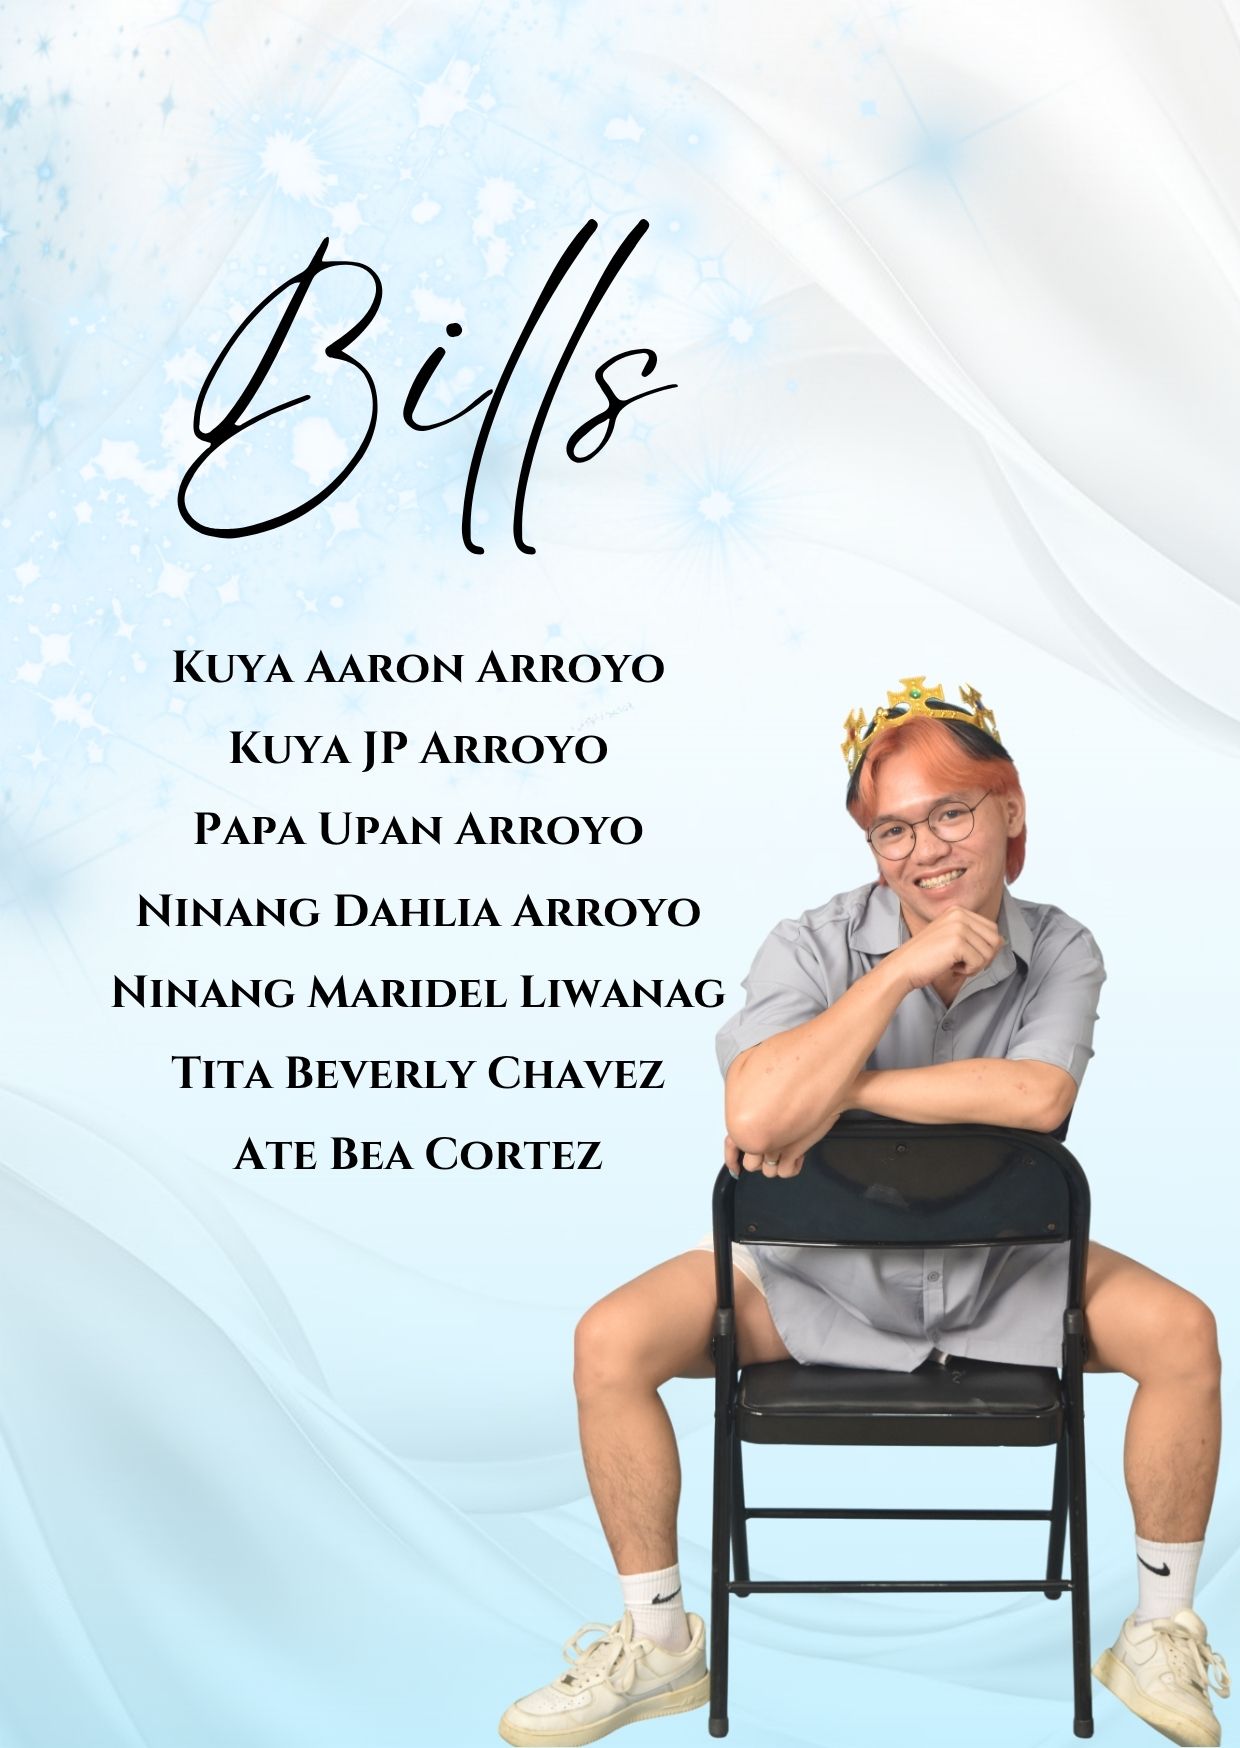 Bills
Kuya Aaron Arroyo
Kuya JP Arroyo
Papa Upan Arroyo
Ninang Dahlia Arroyo
Ninang Maridel Liwanag
Tita Beverly Chavez
Ate Bea Cortez